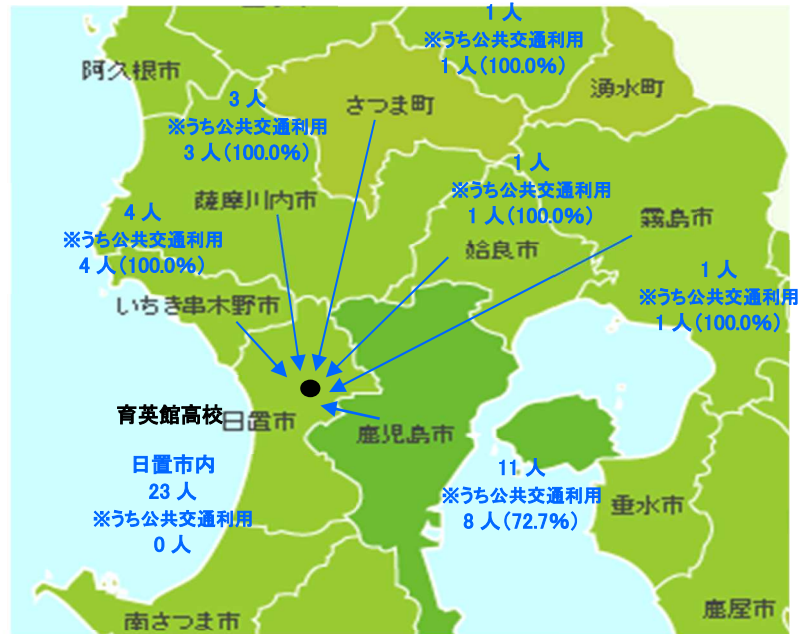 1 人
※うち公共交通利用
1 人(100.0%)
阿久根市
湧水町
さつま町
3 人
※うち公共交通利用
3 人(100.0%)
1 人
※うち公共交通利用
1 人(100.0%)
薩摩川内市
霧島市
4 人
※うち公共交通利用
4 人(100.0%)
姶良市
1 人
※うち公共交通利用
1 人(100.0%)
いちき串木野市
育英館高校
日置市
鹿児島市
日置市内
23 人
※うち公共交通利用
0 人
11 人
※うち公共交通利用
8 人(72.7%)
垂水市
鹿屋市
南さつま市